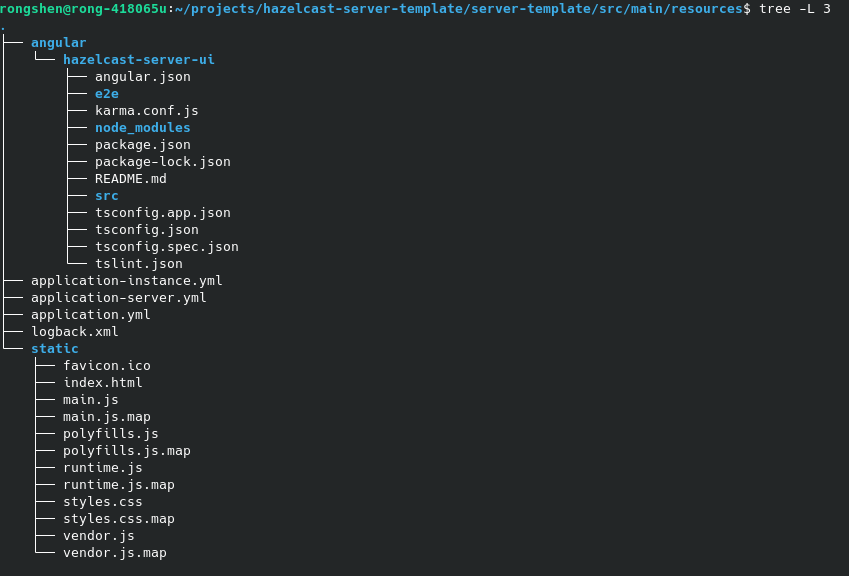 rongshen@rong-418065u:~/projects/hazelcast-server-template/server-template/src/main/resources$ tree -L 3
.
├── angular
│   └── hazelcast-server-ui
│       ├── angular.json
│       ├── e2e
│       ├── karma.conf.js
│       ├── node_modules
│       ├── package.json
│       ├── package-lock.json
│       ├── README.md
│       ├── src
│       ├── tsconfig.app.json
│       ├── tsconfig.json
│       ├── tsconfig.spec.json
│       └── tslint.json
├── application-instance.yml
├── application-server.yml
├── application.yml
├── logback.xml
└── static
    ├── favicon.ico
    ├── index.html
    ├── main.js
    ├── main.js.map
    ├── polyfills.js
    ├── polyfills.js.map
    ├── runtime.js
    ├── runtime.js.map
    ├── styles.css
    ├── styles.css.map
    ├── vendor.js
    └── vendor.js.map